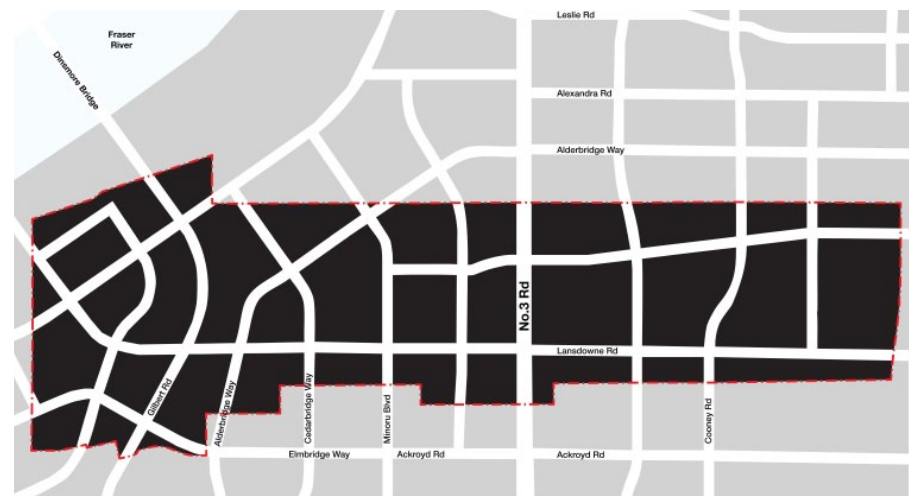 Leslie Rd
Fraser
River
Dinsmore Bridge
Alexandra Rd
Alderbridge Way
No.3 Rd
Lansdowne Rd
Gilbert Rd
Alderbridge Way
Cedarbridge Way
Minoru Blvd
Cooney Rd
Elmbridge Way
Ackroyd Rd
Ackroyd Rd